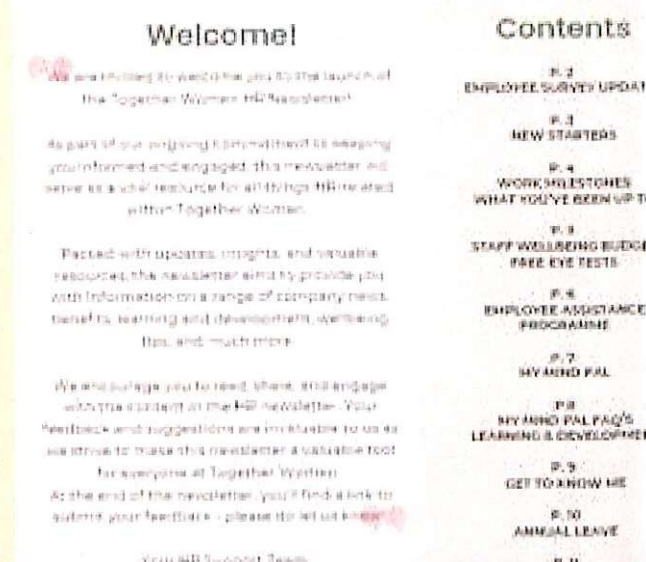 Welcome!
We are thrilled to welcome you to the launch of
the Together Women HR Newsletter!
As part of our ongoing commitment to keeping
you informed and engaged, this newsletter will
serve as a vital resource for all things HR related
within Together Women.
Packed with updates, insights, and valuable
resources, the newsletter aims to provide you
with information on a range of company news,
benefits, learning and development, wellbeing
tips, and much more.
We encourage you to read, share, and engage
with the content in the HR newsletter. Your
feedback and suggestions are invaluable to us as
we strive to make this newsletter a valuable tool
for everyone at Together Women.
At the end of the newsletter, you'll find a link to
submit your feedback - please do let us know
Your HR Support Team
Contents
P. 2
EMPLOYEE SURVEY UPDAT
P. 3
NEW STARTERS
P. 4
WORK MILESTONES
WHAT YOU'VE BEEN UP T
P. 5
STAFF WELLBEING BUDGE
FREE EYE TESTS
P. 6
EMPLOYEE ASSISTANCE
PROGRAMME
P. 7
MY MIND PAL
P.8
MY MIND PAL FAQ'S
LEARNING & DEVELOPMEN
P. 9
GET TO KNOW ME
P. 10
ANNUAL LEAVE
P. 11